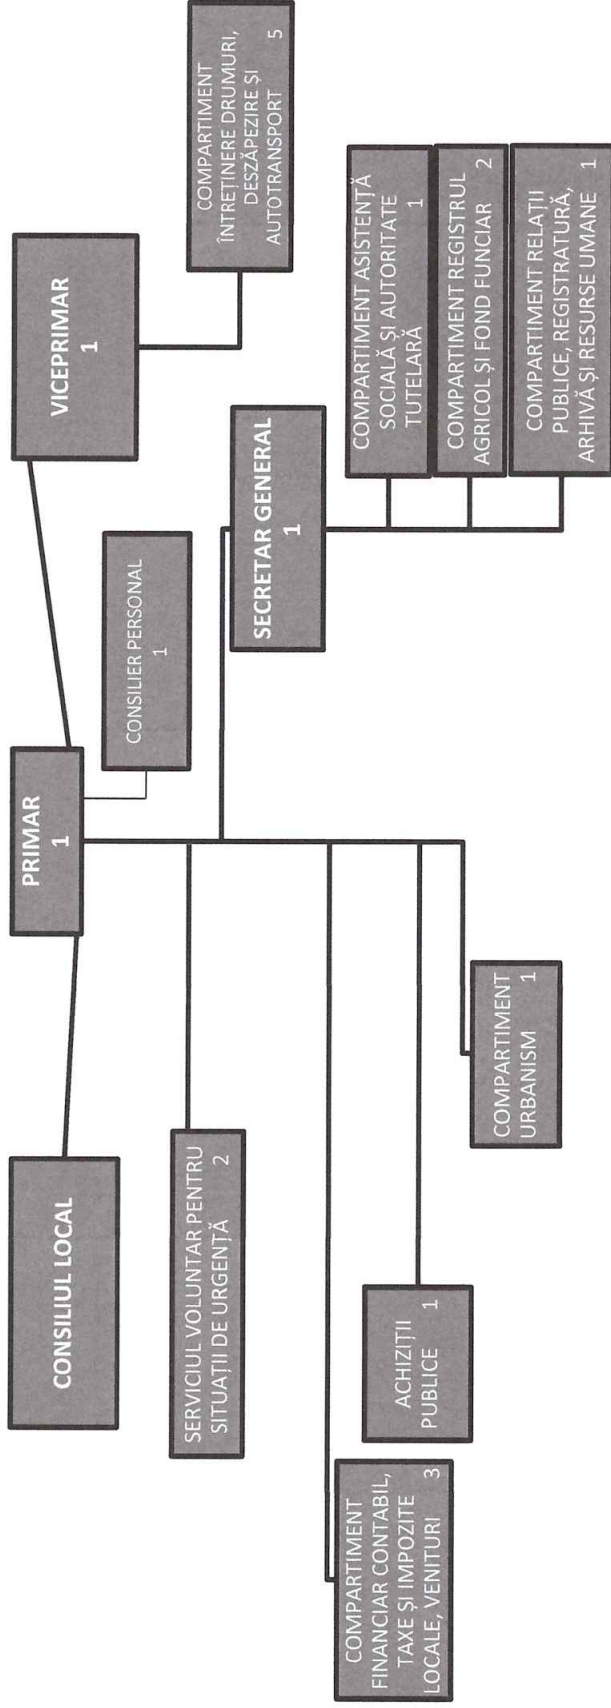 CONSILIUL LOCAL
PRIMAR
1
VICEPRIMAR
1
CONSILIER PERSONAL
1
COMPARTIMENT
ÎNTREȚINERE DRUMURI,
DESZĂPEZIRE ȘI
AUTOTRANSPORT 5
SERVICIUL VOLUNTAR PENTRU
SITUAȚII DE URGENȚĂ 2
SECRETAR GENERAL
1
COMPARTIMENT ASISTENȚĂ
SOCIALĂ ȘI AUTORITATE
TUTELARĂ 1
COMPARTIMENT REGISTRUL
AGRICOL ȘI FOND FUNCIAR 2
COMPARTIMENT RELAȚII
PUBLICE, REGISTRATURĂ,
ARHIVĂ ȘI RESURSE UMANE 1
COMPARTIMENT
FINANCIAR CONTABIL,
TAXE ȘI IMPOZITE
LOCALE, VENITURI 3
ACHIZIȚII
PUBLICE 1
COMPARTIMENT
URBANISM 1